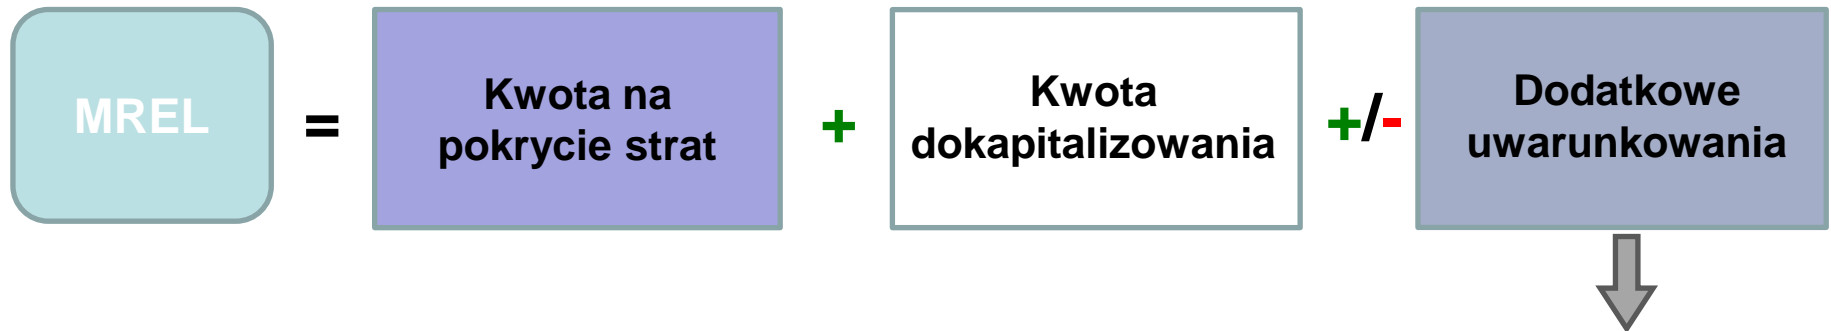 MREL
=
Kwota na
pokrycie strat
+
Kwota
dokapitalizowania
+/-
Dodatkowe
uwarunkowania